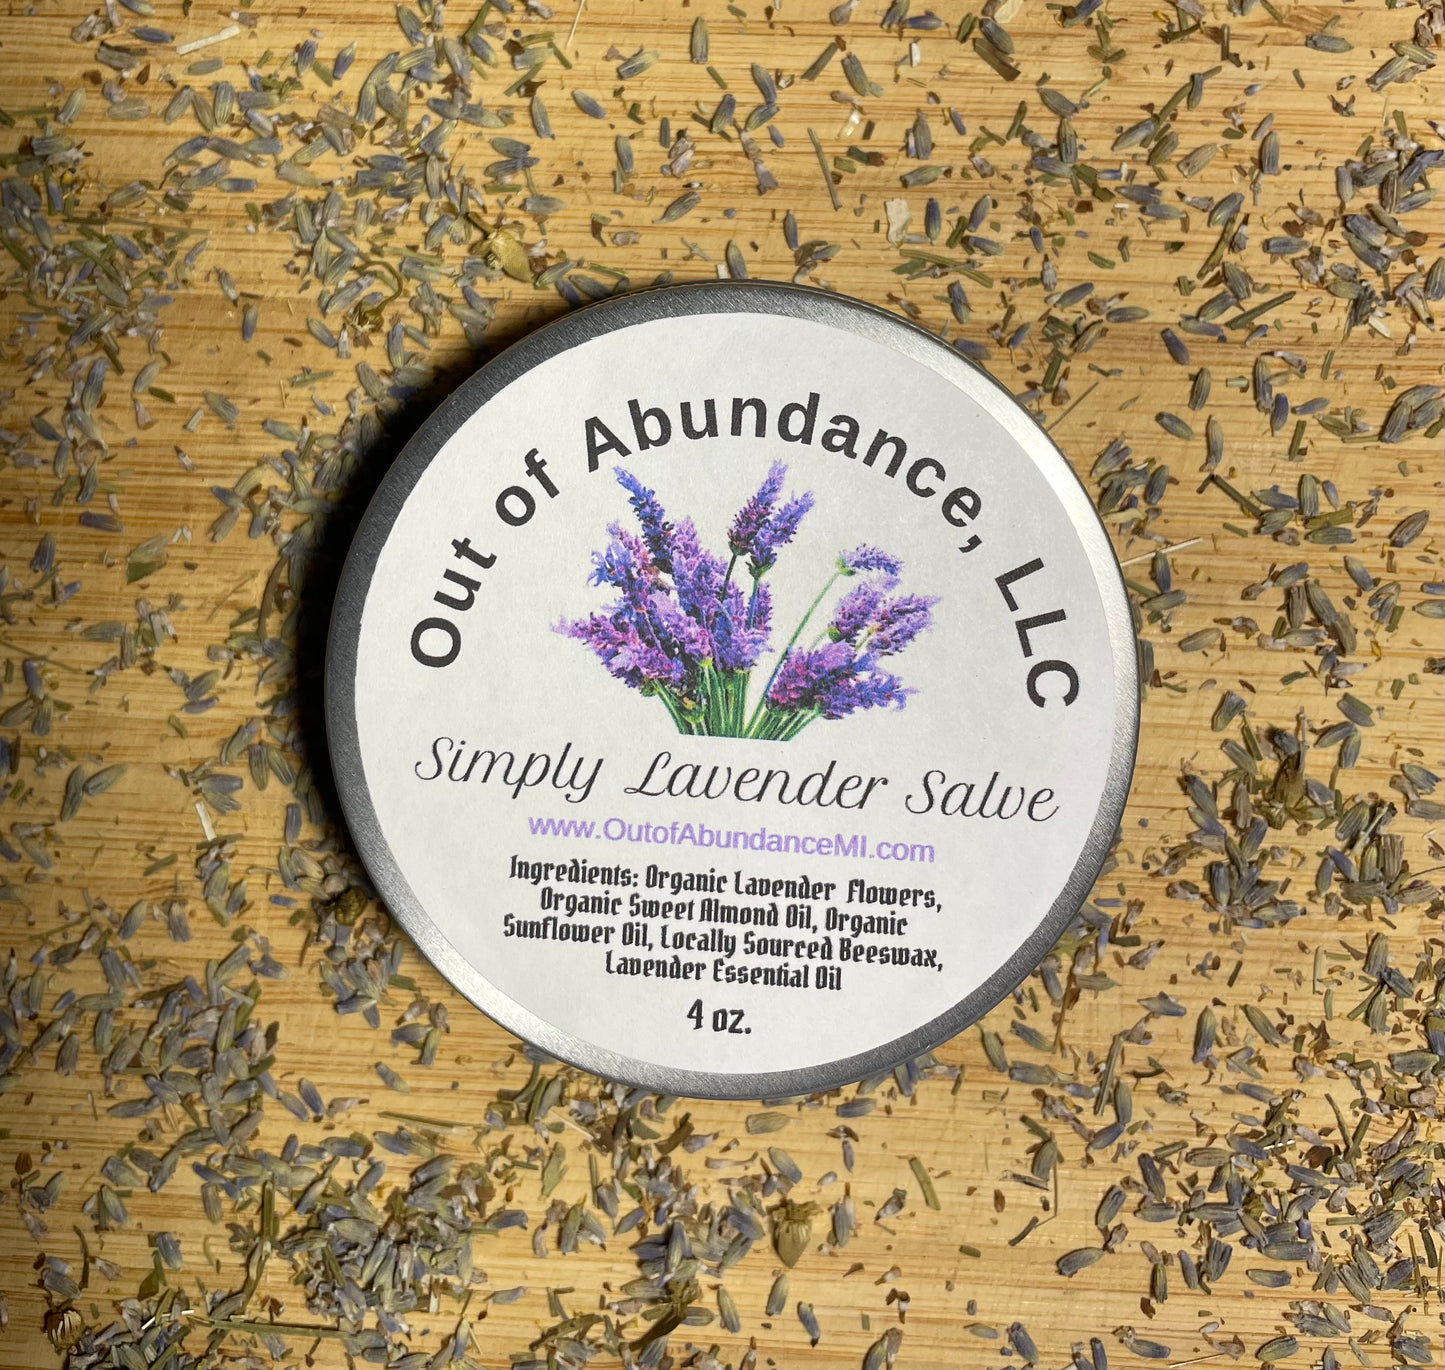 Out of Abundance, LLC
Simply Lavender Salve
www.OutofAbundanceMI.com
Ingredients: Organic Lavender Flowers,
Organic Sweet Almond Oil, Organic
Sunflower Oil, Locally Sourced Beeswax,
Lavender Essential Oil
4 oz.